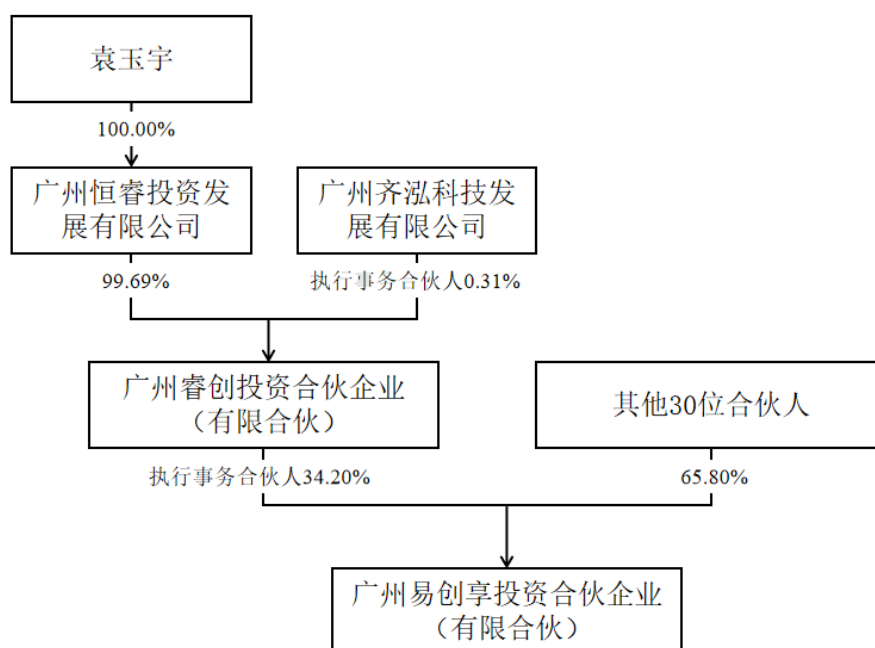 袁玉宇
100.00%
广州恒睿投资发
展有限公司
广州齐泓科技发
展有限公司
99.69%
执行事务合伙人0.31%
广州睿创投资合伙企业
（有限合伙）
其他30位合伙人
执行事务合伙人34.20%
65.80%
广州易创享投资合伙企业
（有限合伙）